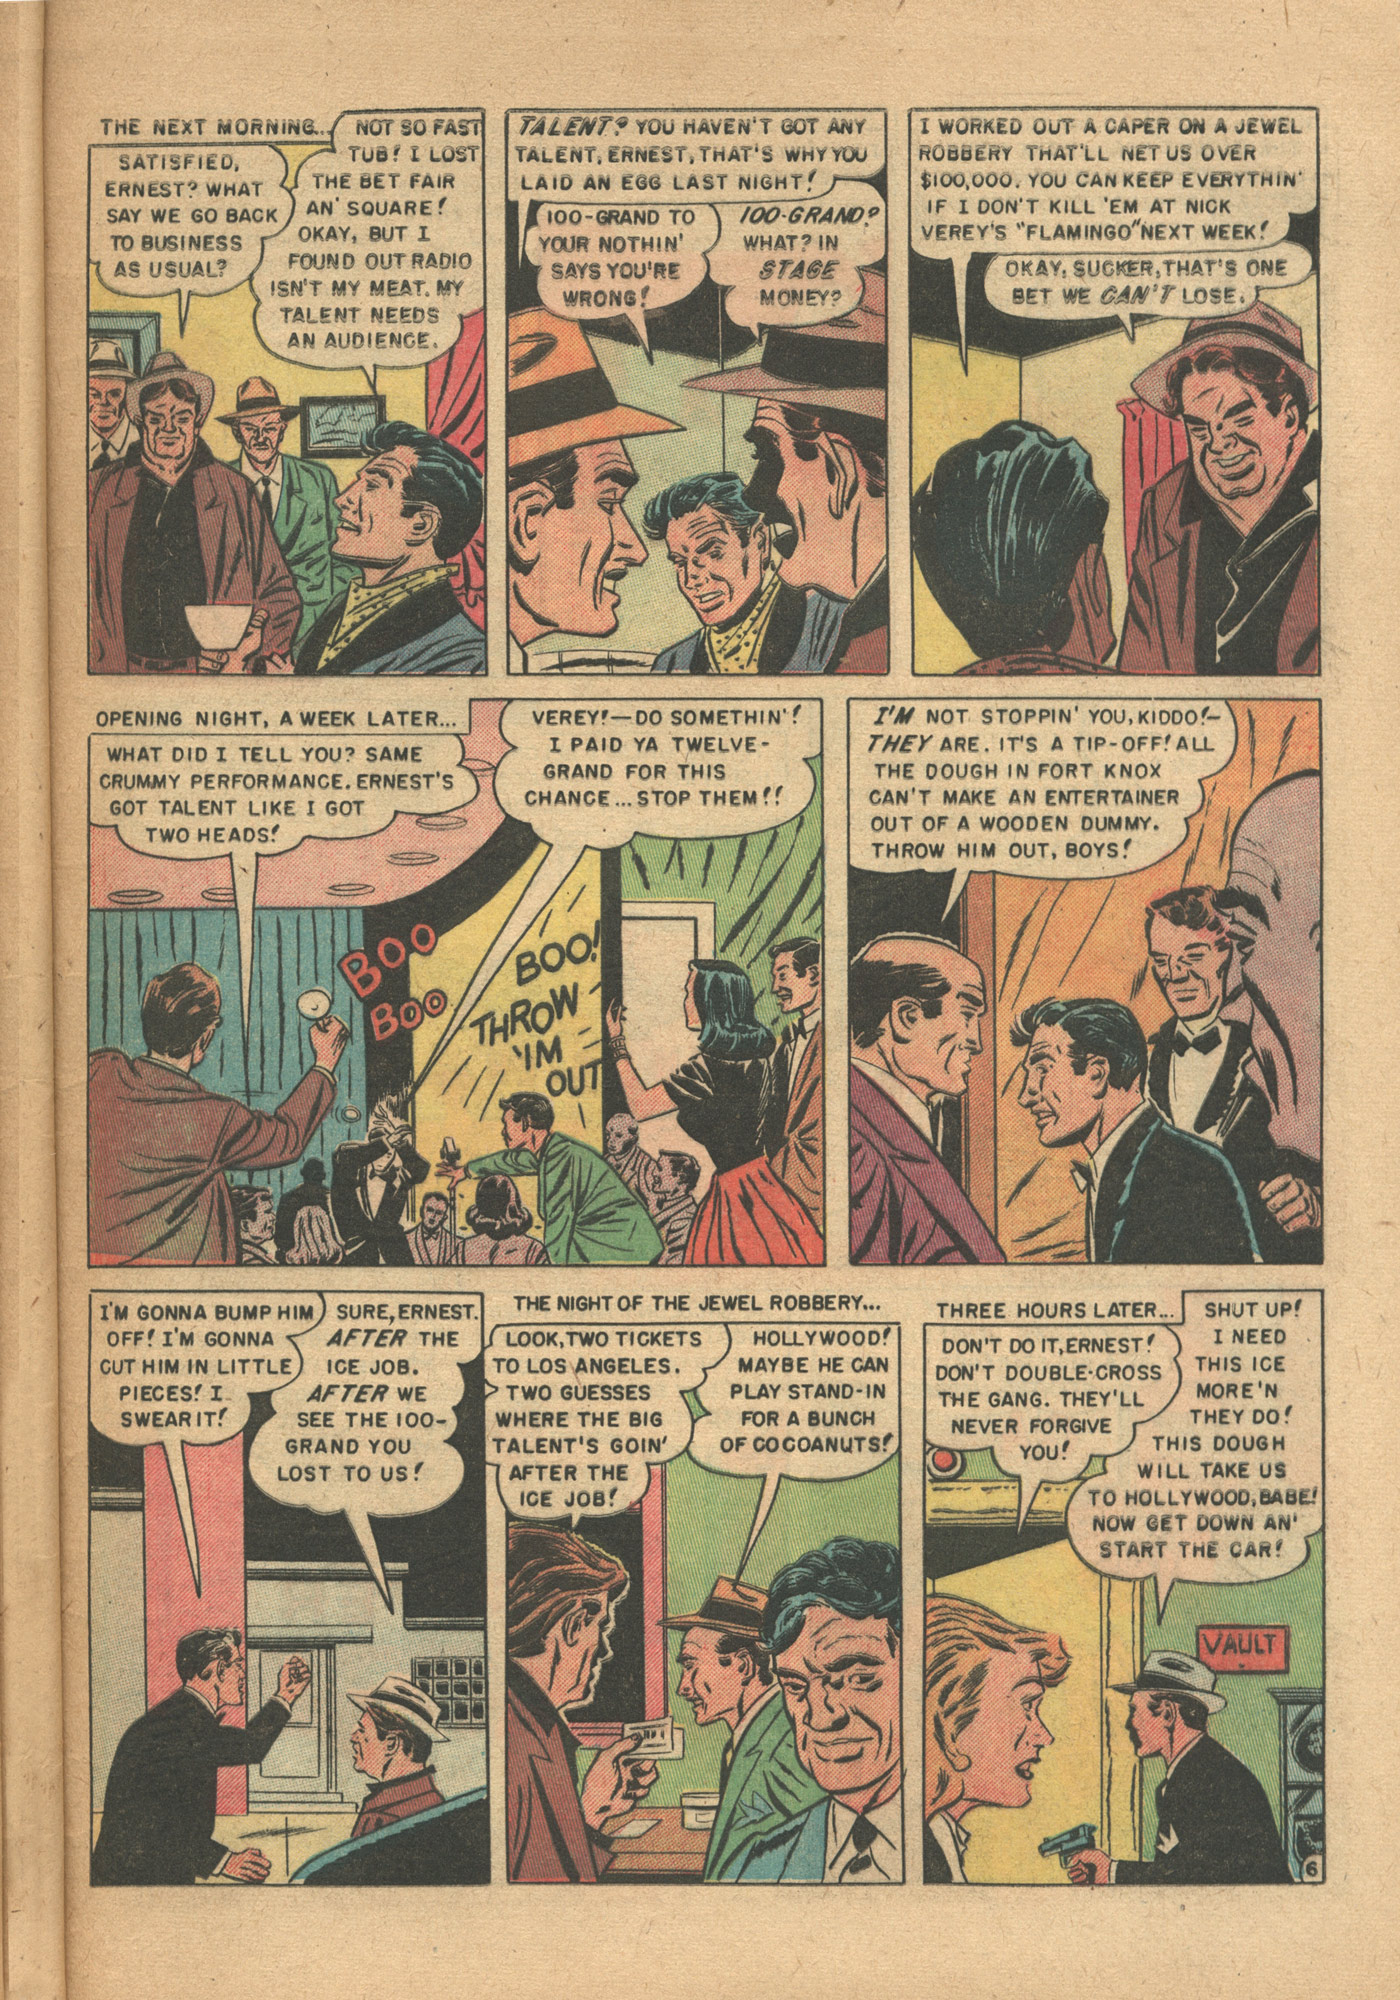 THE NEXT MORNING...
SATISFIED,
ERNEST? WHAT
SAY WE GO BACK
TO BUSINESS
AS USUAL?
NOT SO FAST
TUB! I LOST
THE BET FAIR
AN' SQUARE!
OKAY, BUT I
FOUND OUT RADIO
ISN'T MY MEAT. MY
TALENT NEEDS
AN AUDIENCE.
TALENT? YOU HAVEN'T GOT ANY
TALENT, ERNEST, THAT'S WHY YOU
LAID AN EGG LAST NIGHT!
100-GRAND TO
YOUR NOTHIN'
SAYS YOU'RE
WRONG!
100-GRAND?
WHAT? IN
STAGE
MONEY?
I WORKED OUT A CAPER ON A JEWEL
ROBBERY THAT'LL NET US OVER
$100,000. YOU CAN KEEP EVERYTHIN'
IF I DON'T KILL 'EM AT NICK
VEREY'S "FLAMINGO" NEXT WEEK!
OKAY, SUCKER, THAT'S ONE
BET WE CAN'T LOSE.
OPENING NIGHT, A WEEK LATER...
WHAT DID I TELL YOU? SAME
CRUMMY PERFORMANCE. ERNEST'S
GOT TALENT LIKE I GOT
TWO HEADS!
VEREY!—DO SOMETHIN'!
I PAID YA TWELVE-
GRAND FOR THIS
CHANCE... STOP THEM!!
BOO
BOO
BOO!
THROW
'IM
OUT
I'M NOT STOPPIN' YOU, KIDDO!-
THEY ARE. IT'S A TIP-OFF! ALL
THE DOUGH IN FORT KNOX
CAN'T MAKE AN ENTERTAINER
OUT OF A WOODEN DUMMY.
THROW HIM OUT, BOYS!
I'M GONNA BUMP HIM
OFF! I'M GONNA
CUT HIM IN LITTLE
PIECES! I
SWEAR IT!
SURE, ERNEST.
AFTER THE
ICE JOB.
AFTER WE
SEE THE 100-
GRAND YOU
LOST TO US!
THE NIGHT OF THE JEWEL ROBBERY...
LOOK, TWO TICKETS
TO LOS ANGELES.
TWO GUESSES
WHERE THE BIG
TALENT'S GOIN'
AFTER THE
ICE JOB!
HOLLYWOOD!
MAYBE HE CAN
PLAY STAND-IN
FOR A BUNCH
OF COCOANUTS!
THREE HOURS LATER...
DON'T DO IT, ERNEST!
DON'T DOUBLE-CROSS
THE GANG. THEY'LL
NEVER FORGIVE
YOU!
SHUT UP!
I NEED
THIS ICE
MORE'N
THEY DO!
THIS DOUGH
WILL TAKE US
TO HOLLYWOOD, BABE!
NOW GET DOWN AN'
START THE CAR!
VAULT
6